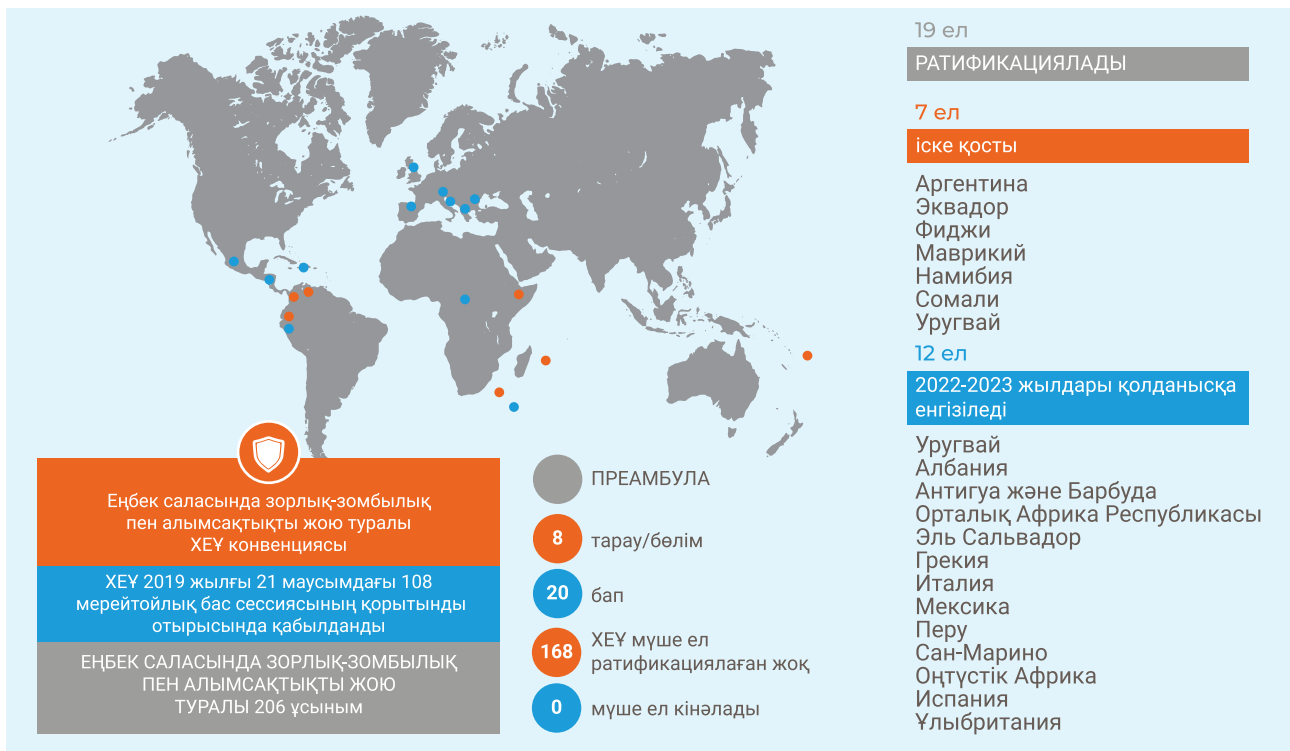 19 ел
РАТИФИКАЦИЯЛАДЫ
7 ел
іске қосты
Аргентина
Эквадор
Фиджи
Маврикий
Намибия
Сомали
Уругвай
12 ел
2022-2023 жылдары қолданысқа
енгізіледі
Уругвай
Албания
Антигуа және Барбуда
Орталық Африка Республикасы
Эль Сальвадор
Грекия
Италия
Мексика
Перу
Сан-Марино
Оңтүстік Африка
Испания
Ұлыбритания
Еңбек саласында зорлық-зомбылық
пен алымсақтықты жою туралы
ХЕҰ конвенциясы
ХЕҰ 2019 жылғы 21 маусымдағы 108
мерейтойлық бас сессиясының қорытынды
отырысында қабылданды
ЕҢБЕК САЛАСЫНДА ЗОРЛЫҚ-ЗОМБЫЛЫҚ
ПЕН АЛЫМСАҚТЫҚТЫ ЖОЮ
ТУРАЛЫ 206 ұсыным
ПРЕАМБУЛА
8 тарау/бөлім
20 бап
168 ХЕҰ мүше ел
ратификациялаған жоқ
0 мүше ел кінәлады